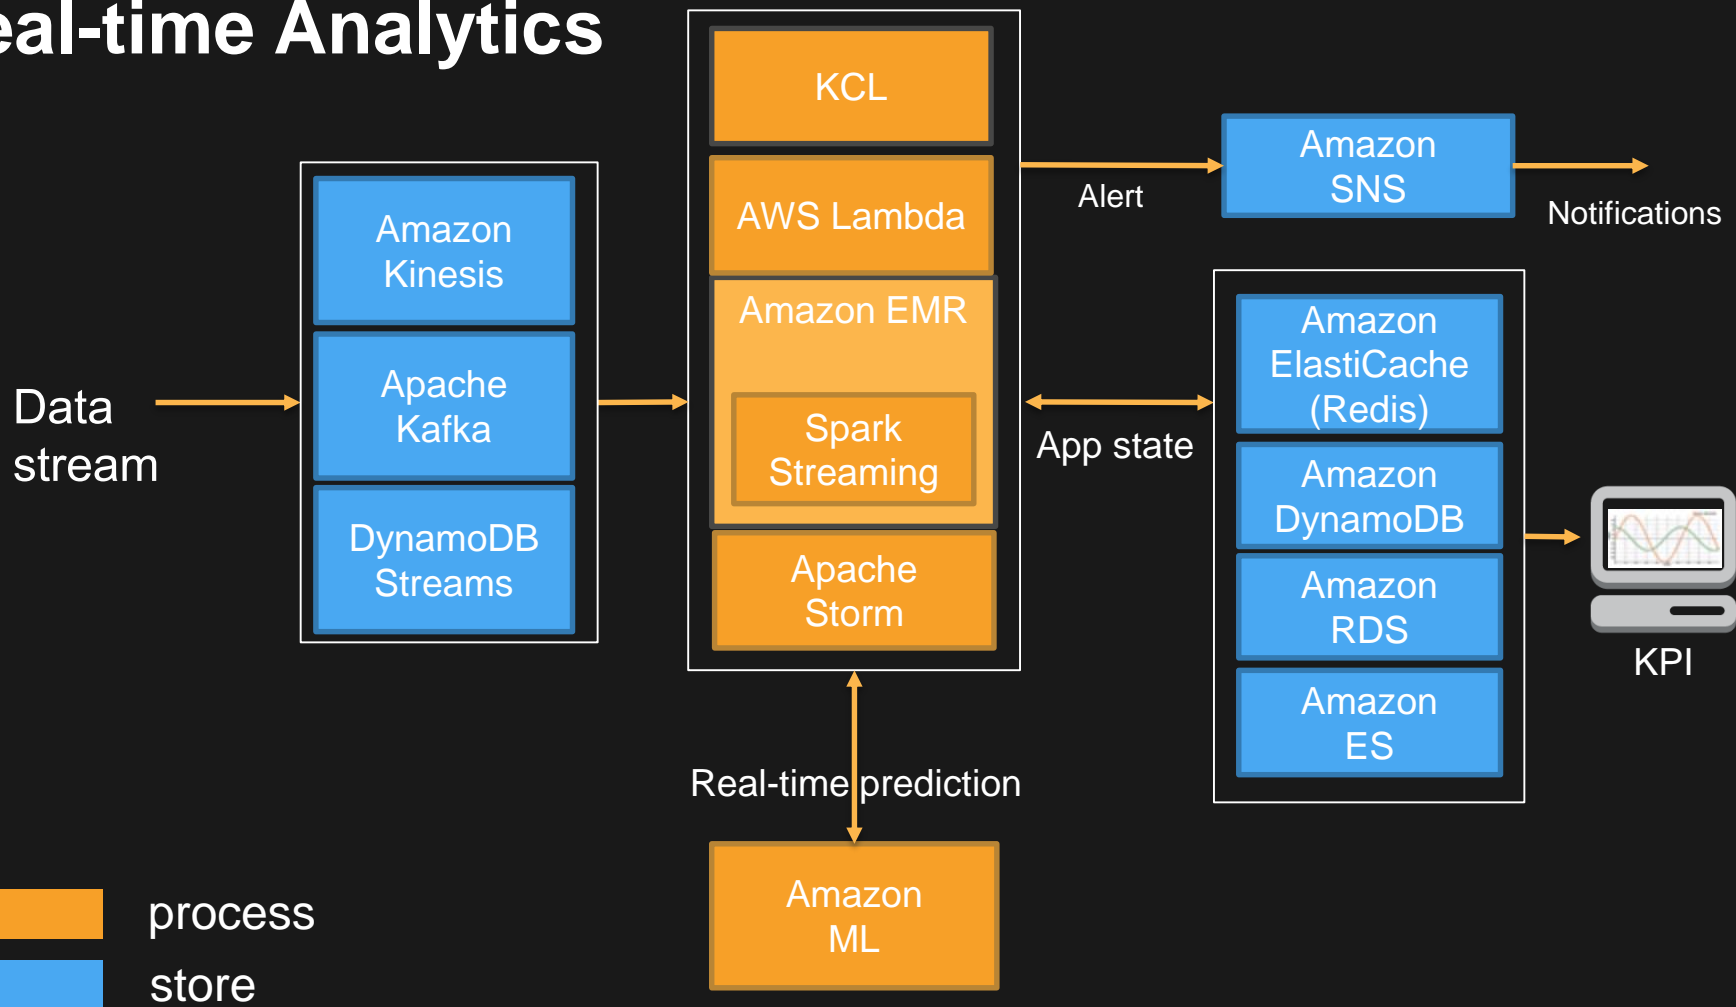 eal-time Analytics
KCL
AWS Lambda
Amazon EMR
Spark
Streaming
Apache
Storm
Amazon
Kinesis
Apache
Kafka
DynamoDB
Streams
Data
stream
Alert
Amazon
SNS
Notifications
App state
Amazon
ElastiCache
(Redis)
Amazon
DynamoDB
Amazon
RDS
Amazon
ES
KPI
Real-time prediction
Amazon
ML
process
store